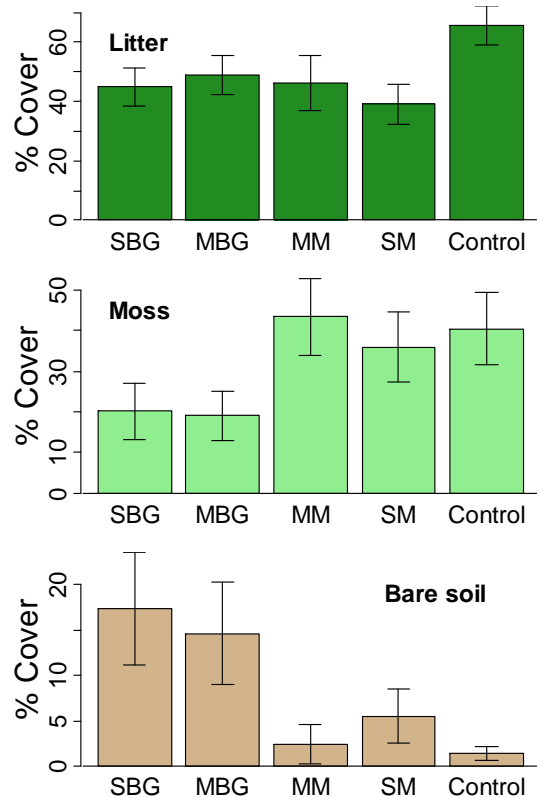 Litter
% Cover
0
20
40
60
SBG MBG MM SM Control
Moss
% Cover
0
10
30
50
SBG MBG MM SM Control
Bare soil
% Cover
0
5
10
20
SBG MBG MM SM Control